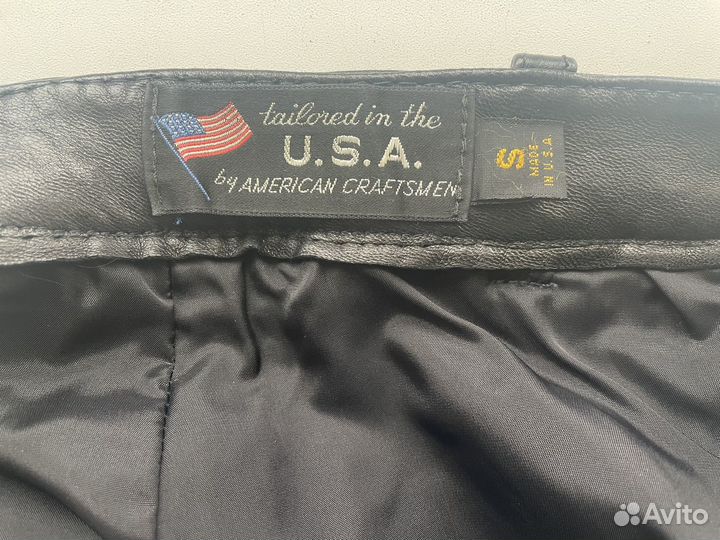 tailored in the
U.S.A.
by AMERICAN CRAFTSMEN
S
MADE
IN U.S.A.
Avito